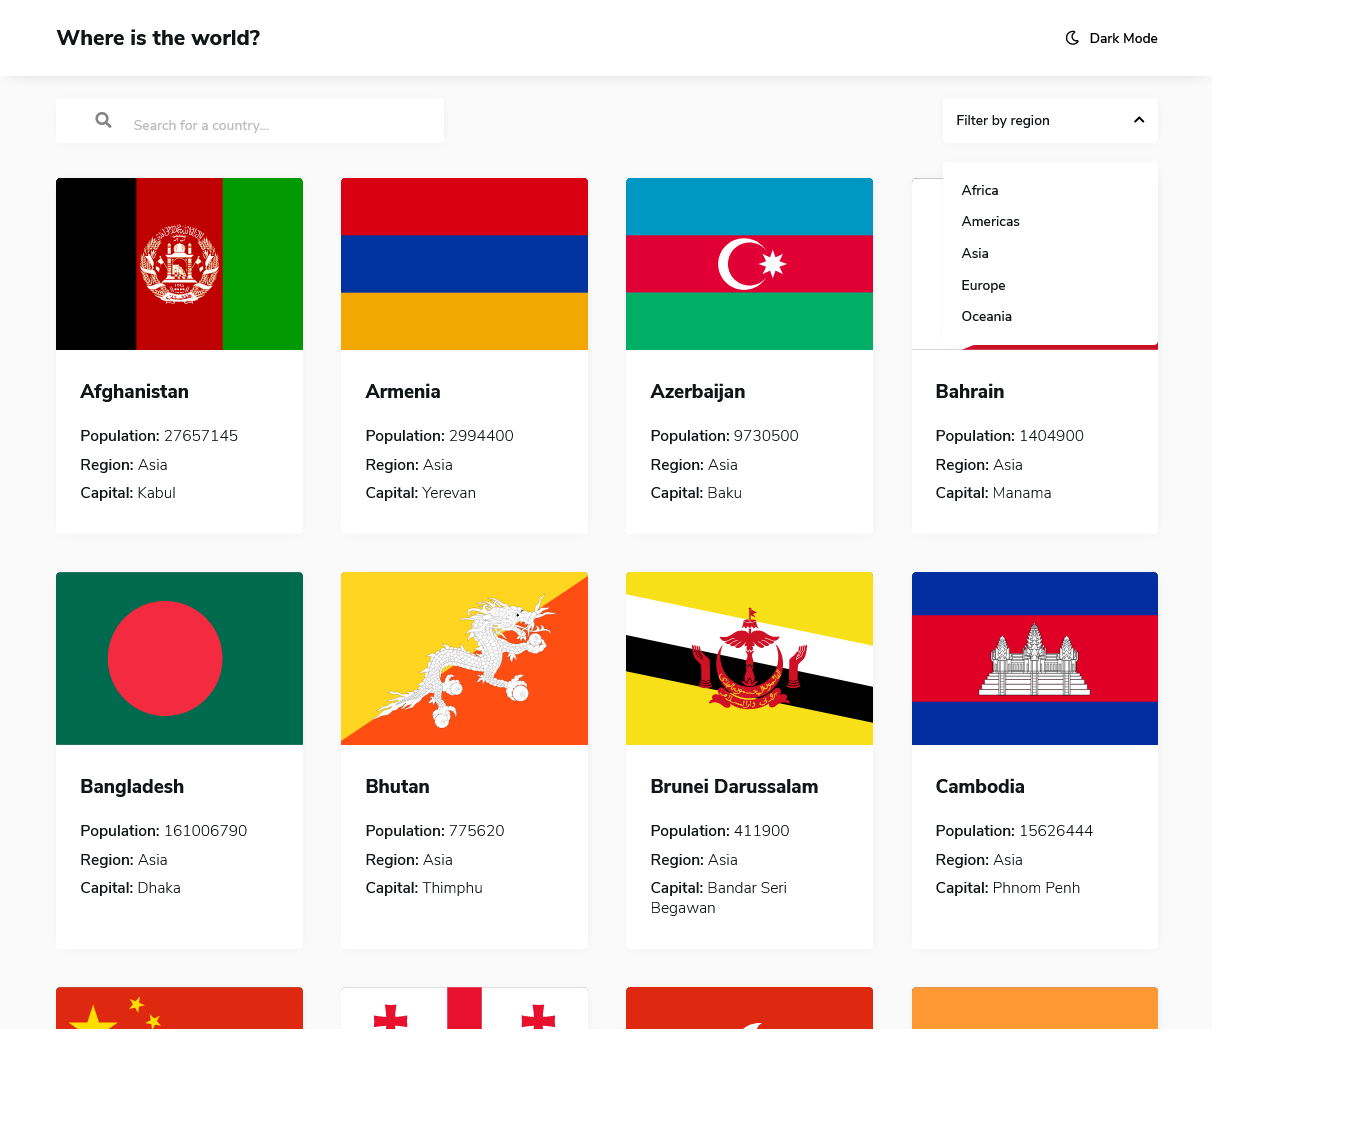 Where is the world?
Dark Mode
Search for a country...
Filter by region
Africa
Americas
Asia
Europe
Oceania
Afghanistan
Population: 27657145
Region: Asia
Capital: Kabul
Armenia
Population: 2994400
Region: Asia
Capital: Yerevan
Azerbaijan
Population: 9730500
Region: Asia
Capital: Baku
Bahrain
Population: 1404900
Region: Asia
Capital: Manama
Bangladesh
Population: 161006790
Region: Asia
Capital: Dhaka
Bhutan
Population: 775620
Region: Asia
Capital: Thimphu
Brunei Darussalam
Population: 411900
Region: Asia
Capital: Bandar Seri
Begawan
Cambodia
Population: 15626444
Region: Asia
Capital: Phnom Penh